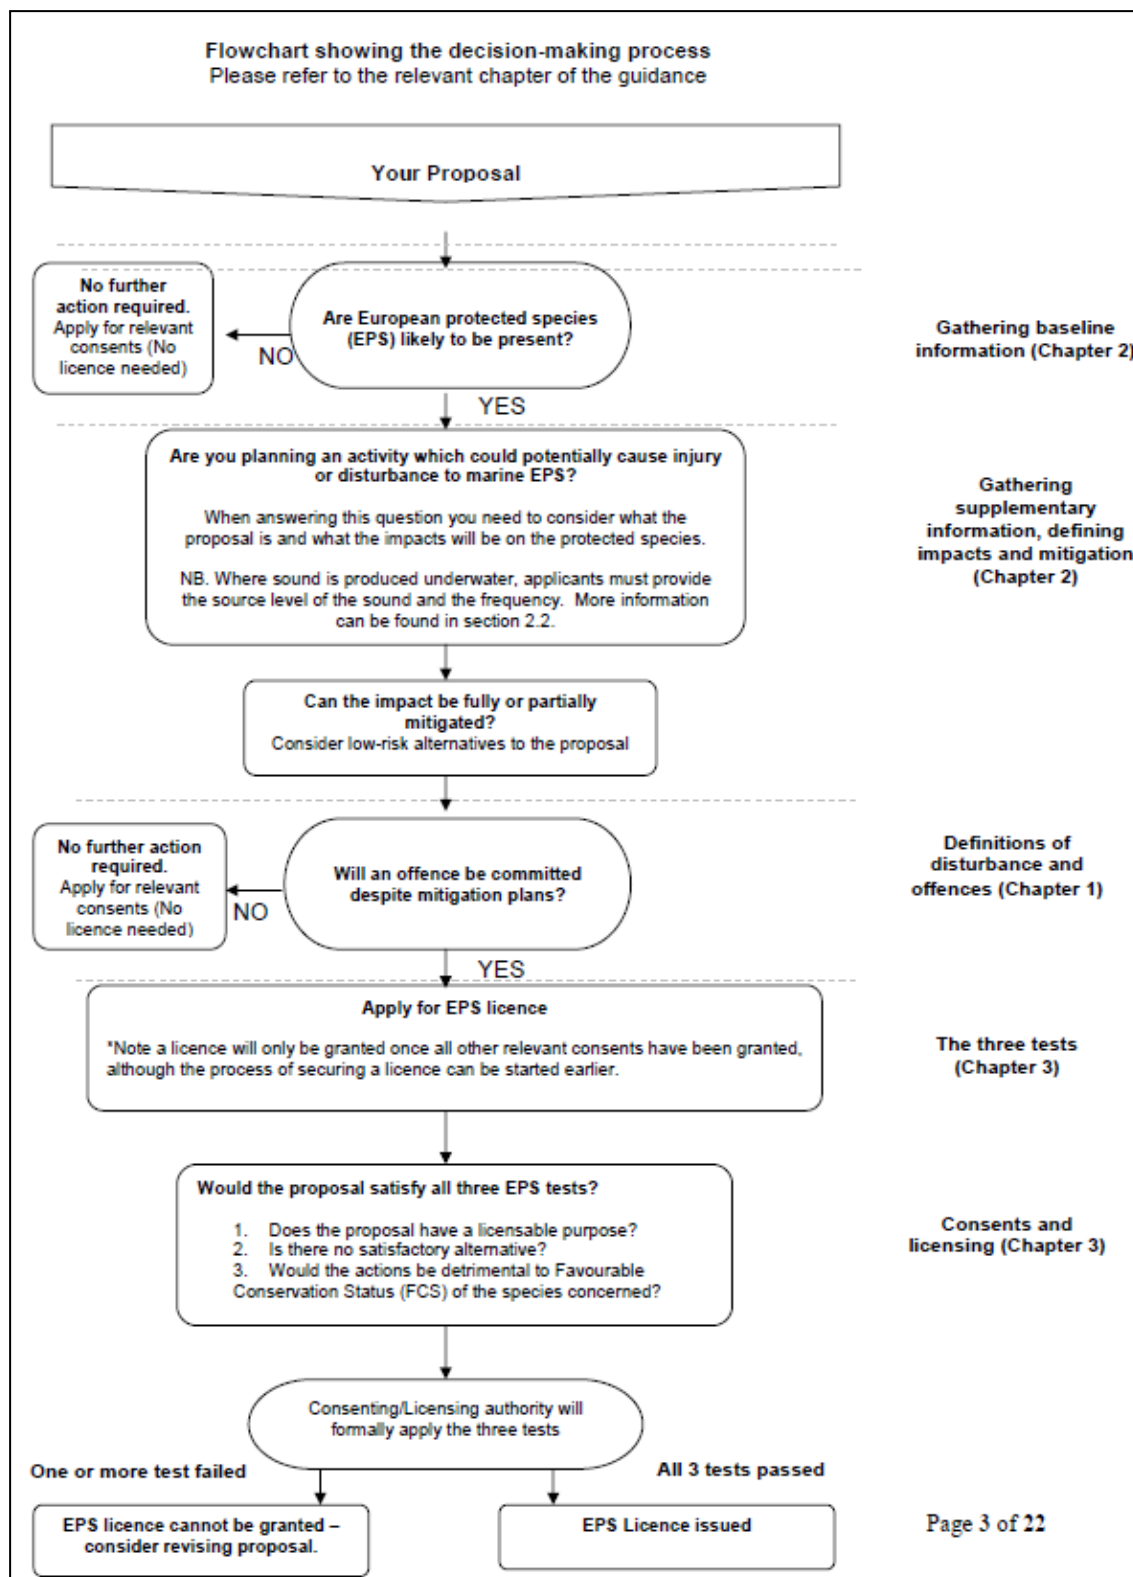 Flowchart showing the decision-making process
Please refer to the relevant chapter of the guidance
Your Proposal
No further
action required.
Apply for relevant
consents (No
licence needed)
NO
Are European protected species
(EPS) likely to be present?
Gathering baseline
information (Chapter 2)
YES
Are you planning an activity which could potentially cause injury
or disturbance to marine EPS?
When answering this question you need to consider what the
proposal is and what the impacts will be on the protected species.
NB. Where sound is produced underwater, applicants must provide
the source level of the sound and the frequency. More information
can be found in section 2.2.
Gathering
supplementary
information, defining
impacts and mitigation
(Chapter 2)
Can the impact be fully or partially
mitigated?
Consider low-risk alternatives to the proposal
No further action
required.
Apply for relevant
consents (No
licence needed)
NO
Will an offence be committed
despite mitigation plans?
Definitions of
disturbance and
offences (Chapter 1)
YES
Apply for EPS licence
*Note a licence will only be granted once all other relevant consents have been granted,
although the process of securing a licence can be started earlier.
The three tests
(Chapter 3)
Would the proposal satisfy all three EPS tests?
1. Does the proposal have a licensable purpose?
2. Is there no satisfactory alternative?
3. Would the actions be detrimental to Favourable
Conservation Status (FCS) of the species concerned?
Consents and
licensing (Chapter 3)
Consenting/Licensing authority will
formally apply the three tests
One or more test failed
All 3 tests passed
EPS licence cannot be granted –
consider revising proposal.
EPS Licence issued
Page 3 of 22